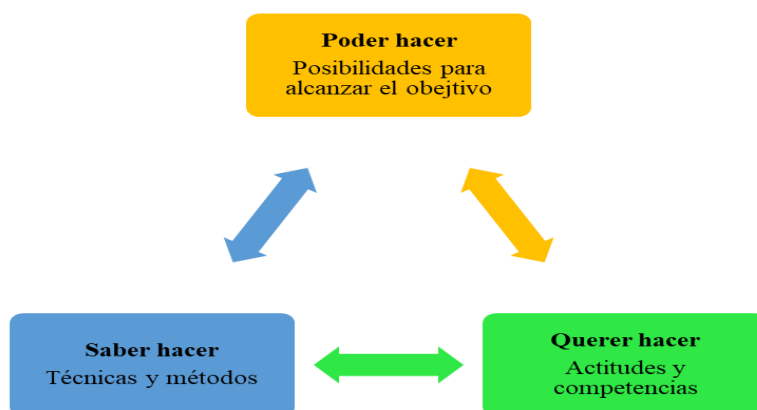 Poder hacer
Posibilidades para
alcanzar el obejtivo
Saber hacer
Técnicas y métodos
Querer hacer
Actitudes y
competencias